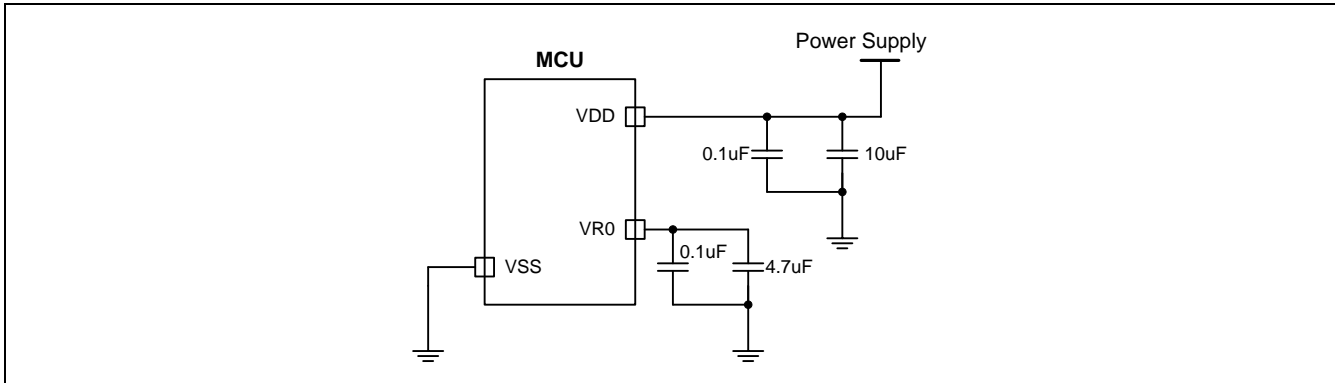 Power Supply
MCU
VDD
0.1uF
10uF
VR0
0.1uF
4.7uF
VSS